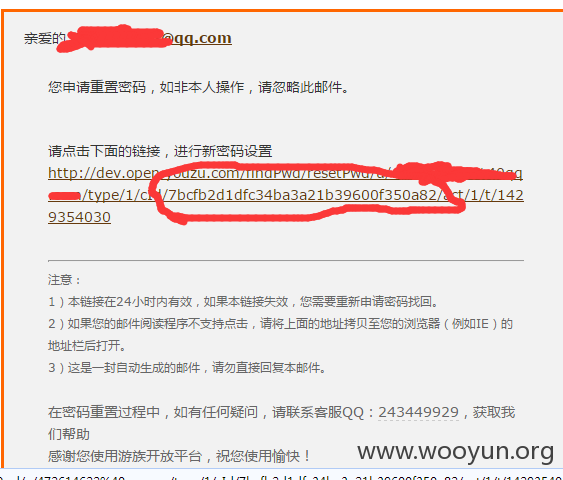 亲爱的 @qq.com
您申请重置密码，如非本人操作，请忽略此邮件。
请点击下面的链接，进行新密码设置
http://dev.open.youzu.com/findPwd/resetPwd/u/ 40qq
/type/1/cid/7bcfb2d1dfc34ba3a21b39600f350a82/act/1/t/142
9354030
注意：
1）本链接在24小时内有效，如果本链接失效，您需要重新申请密码找回。
2）如果您的邮件阅读程序不支持点击，请将上面的地址拷贝至您的浏览器（例如IE）的
地址栏后打开。
3）这是一封自动生成的邮件，请勿直接回复本邮件。
在密码重置过程中，如有任何疑问，请联系客服QQ：243449929，获取我
们帮助
感谢您使用游族开放平台，祝您使用愉快！
www.wooyun.org